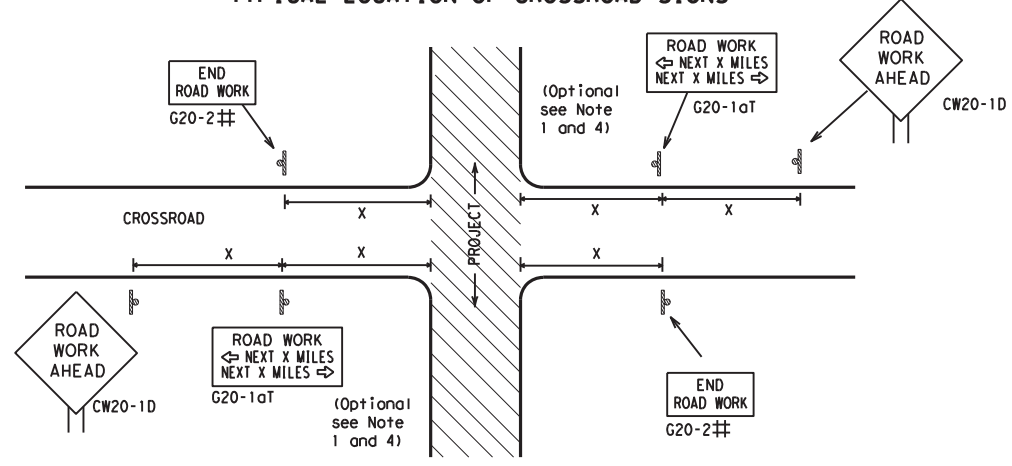 TYPICAL LOCATION OF CROSSROAD SIGNS
END
ROAD WORK
G20-2#
(Optional
see Note
1 and 4)
ROAD WORK
⇦ NEXT X MILES
NEXT X MILES ⇨
G20-1aT
ROAD
WORK
AHEAD
CW20-1D
CROSSROAD
X
X
X
PROJECT
X
X
X
ROAD
WORK
AHEAD
CW20-1D
ROAD WORK
⇦ NEXT X MILES
NEXT X MILES ⇨
G20-1aT
(Optional
see Note
1 and 4)
END
ROAD WORK
G20-2#